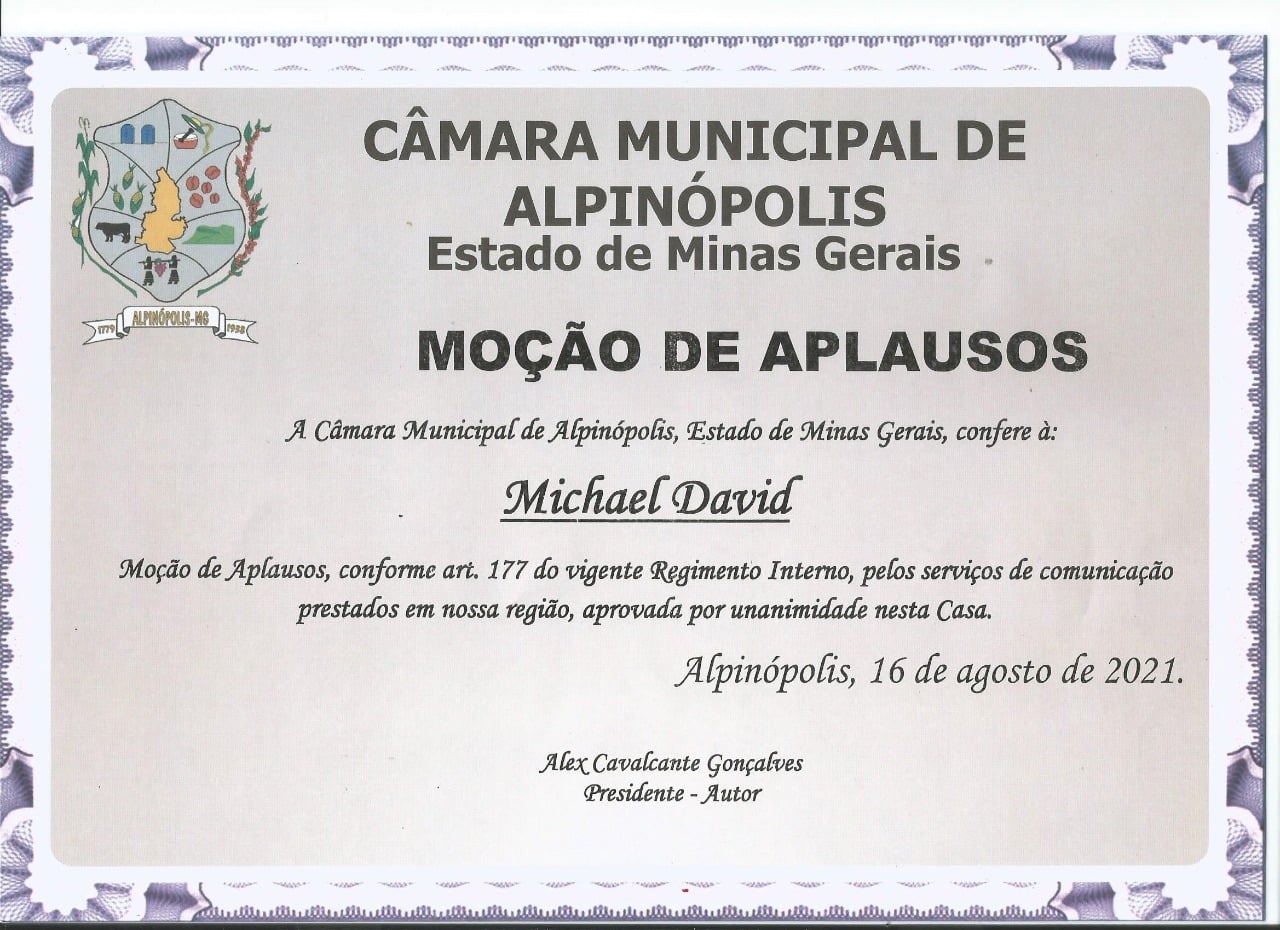 CÂMARA MUNICIPAL DE
ALPINÓPOLIS
Estado de Minas Gerais
1779 ALPINÓPOLIS-MG 1938
MOÇÃO DE APLAUSOS
A Câmara Municipal de Alpinópolis, Estado de Minas Gerais, confere à:
Michael David
Moção de Aplausos, conforme art. 177 do vigente Regimento Interno, pelos serviços de comunicação
prestados em nossa região, aprovada por unanimidade nesta Casa.
Alpinópolis, 16 de agosto de 2021.
Alex Cavalcante Gonçalves
Presidente - Autor